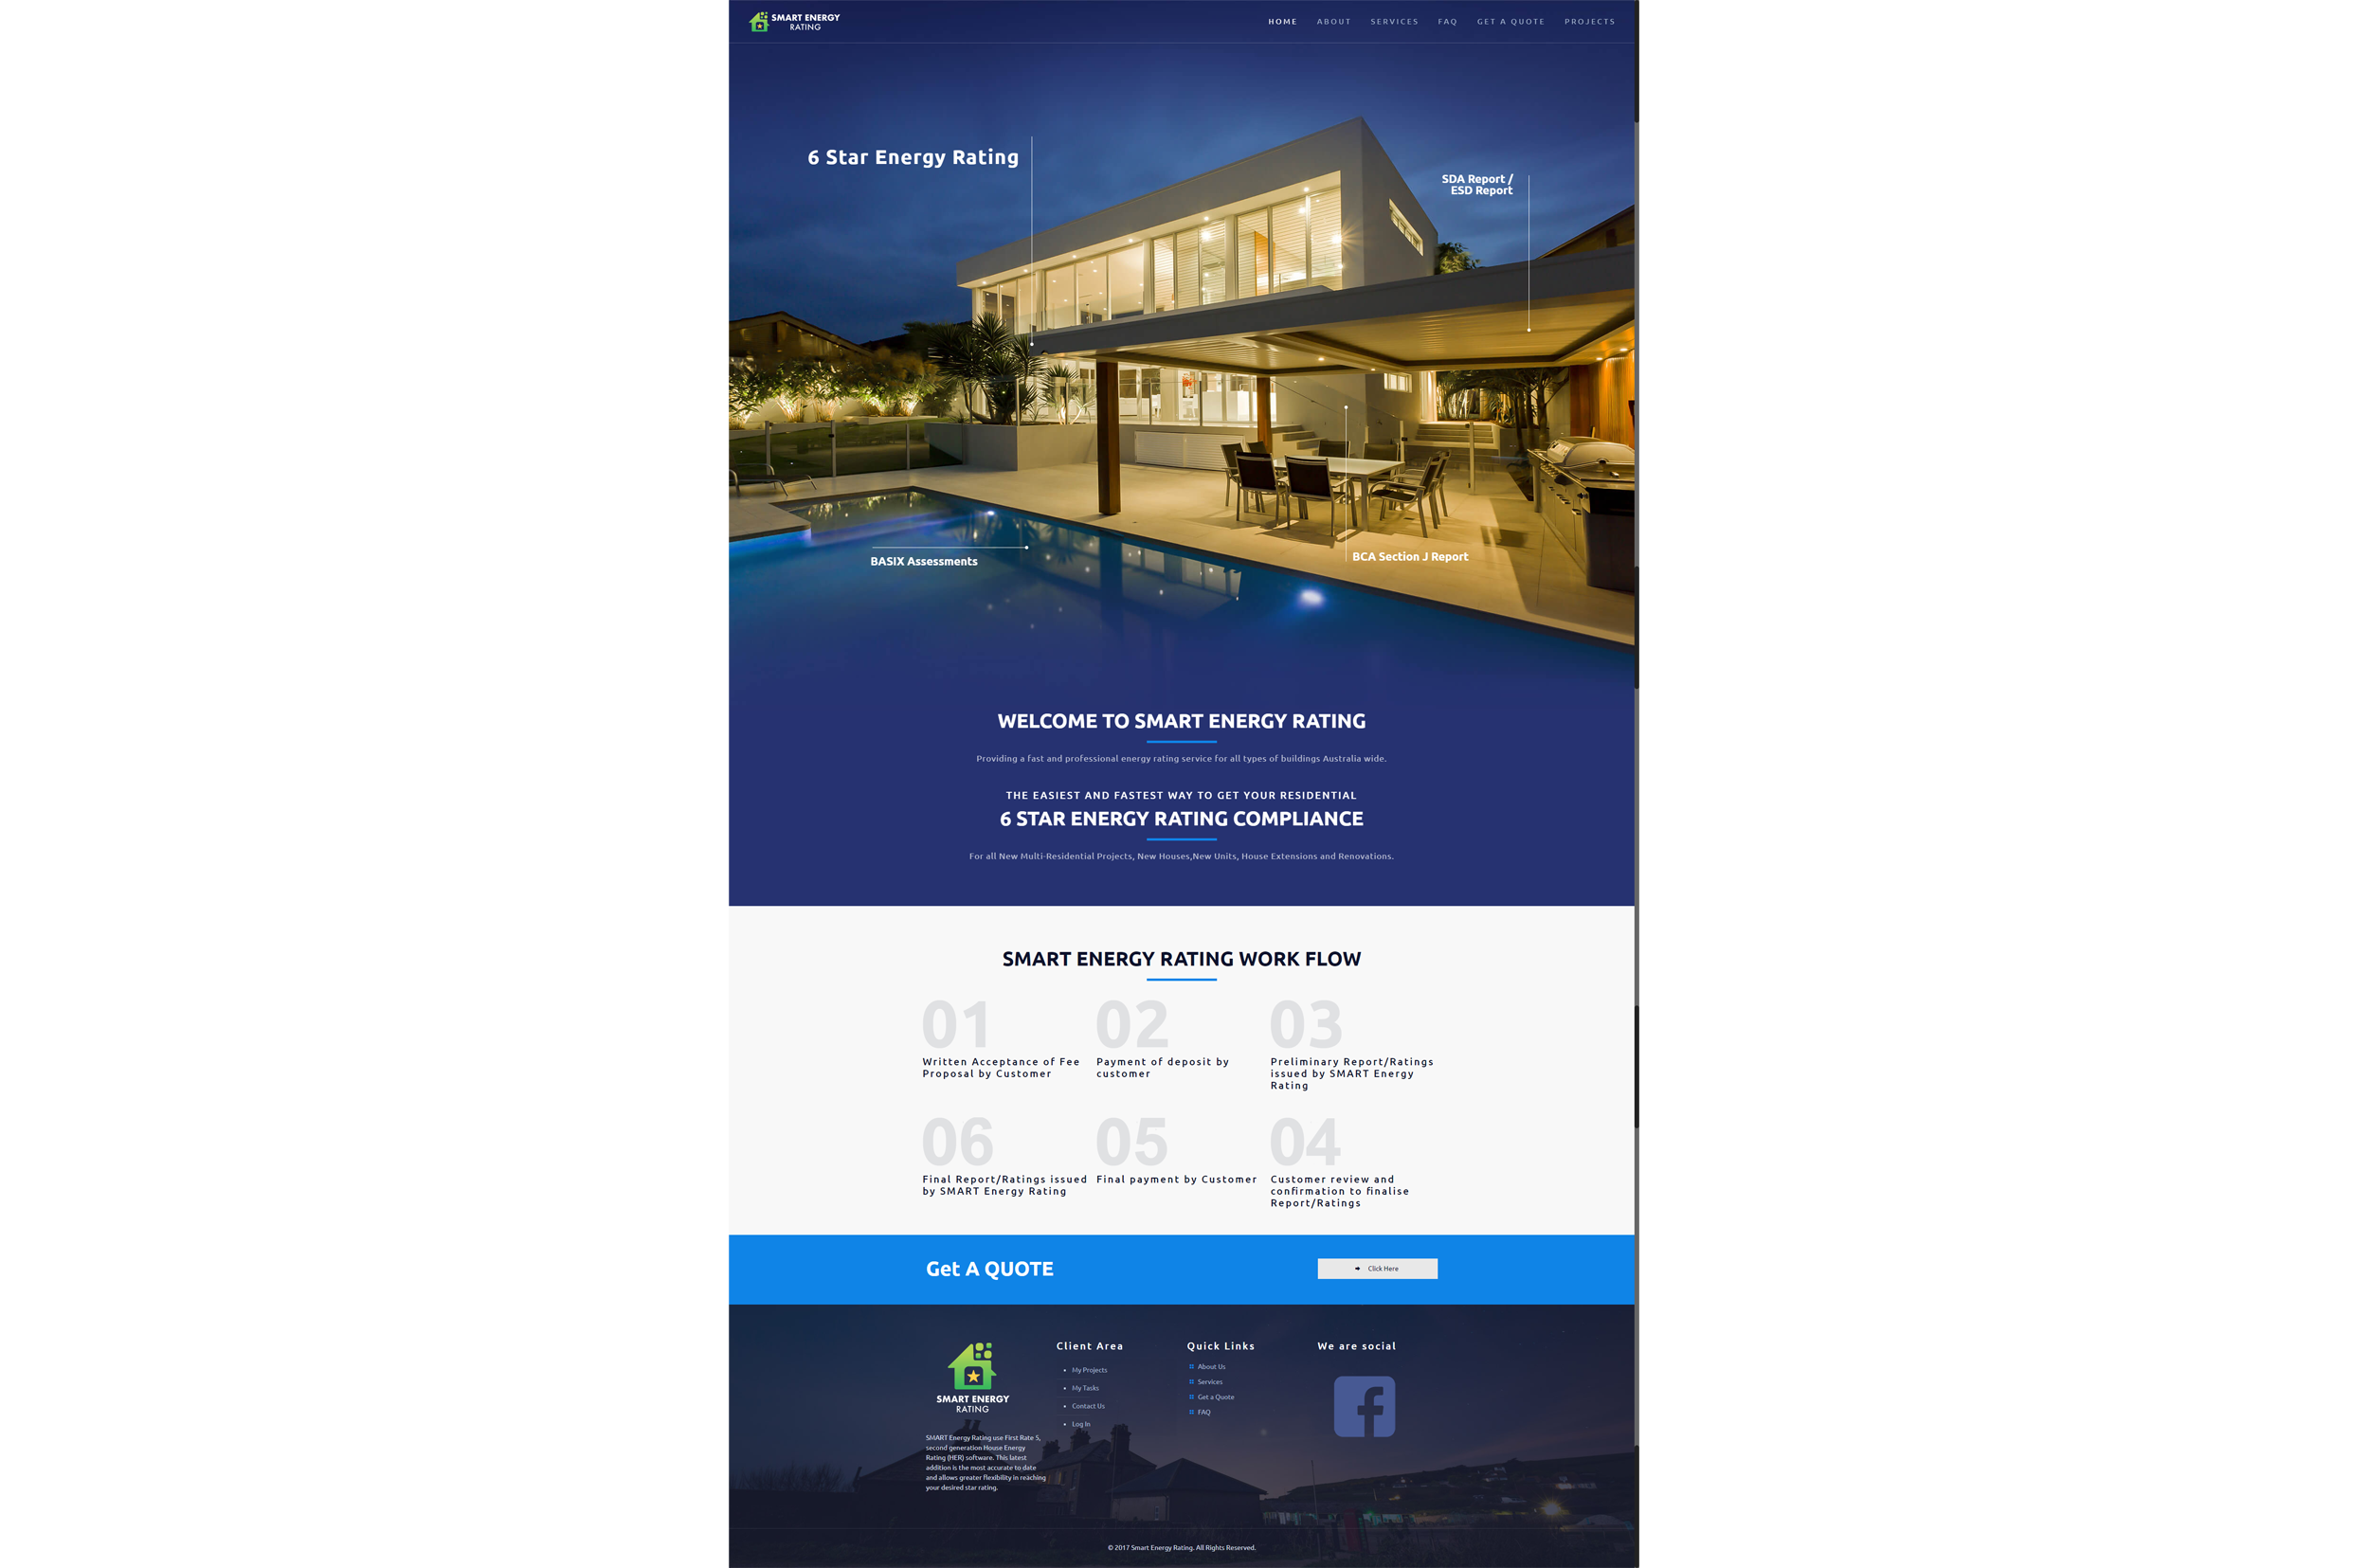 SMART ENERGY
RATING
HOME ABOUT SERVICES FAQ GET A QUOTE PROJECTS
6 Star Energy Rating
SDA Report /
ESD Report
BASIX Assessments
BCA Section J Report
WELCOME TO SMART ENERGY RATING
Providing a fast and professional energy rating service for all types of buildings Australia wide.
THE EASIEST AND FASTEST WAY TO GET YOUR RESIDENTIAL
6 STAR ENERGY RATING COMPLIANCE
For all New Multi-Residential Projects, New Houses,New Units, House Extensions and Renovations.
SMART ENERGY RATING WORK FLOW
01
Written Acceptance of Fee
Proposal by Customer
02
Payment of deposit by
customer
03
Preliminary Report/Ratings
issued by SMART Energy
Rating
06
Final Report/Ratings issued
by SMART Energy Rating
05
Final payment by Customer
04
Customer review and
confirmation to finalise
Report/Ratings
Get A QUOTE
Click Here
SMART ENERGY
RATING
SMART Energy Rating use First Rate 5,
second generation House Energy
Rating (HER) software. This latest
addition is the most accurate to date
and allows greater flexibility in reaching
your desired star rating.
Client Area
My Projects
My Tasks
Contact Us
Log In
Quick Links
About Us
Services
Get a Quote
FAQ
We are social
© 2017 Smart Energy Rating. All Rights Reserved.